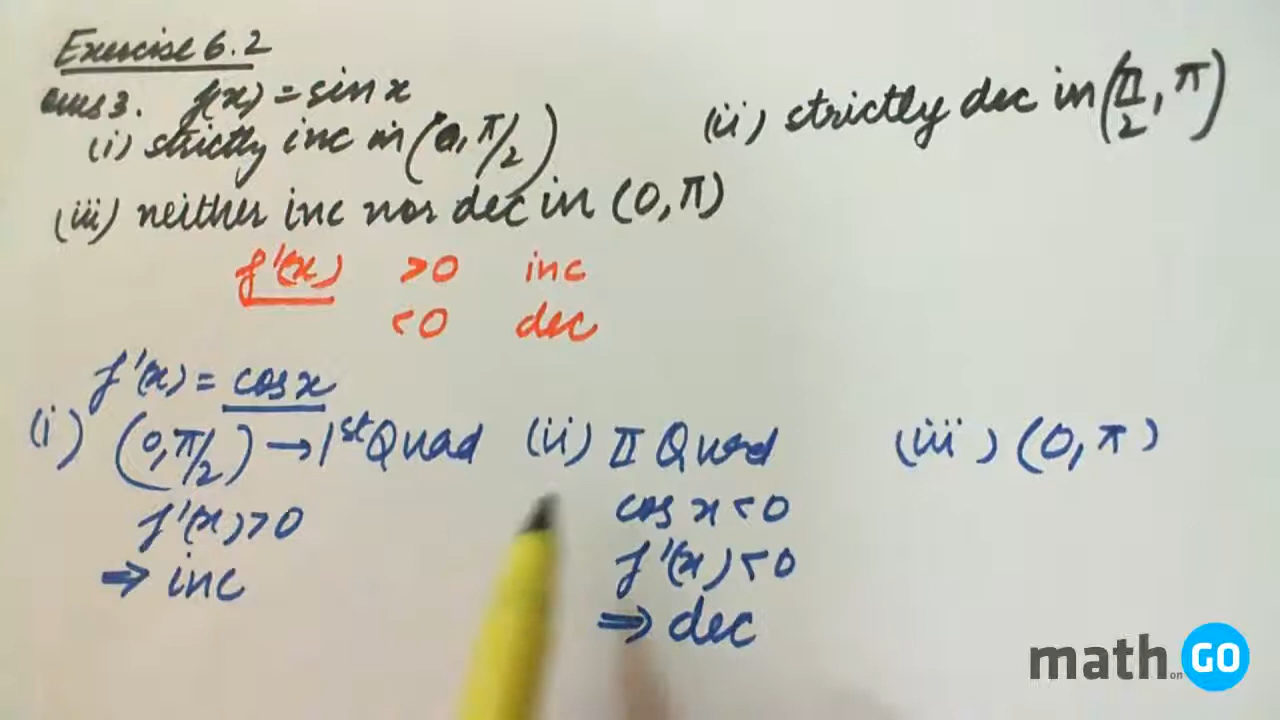 Exercise 6.2
Ques 3. f(x) = sin x
(i) strictly inc in (0, π/2)
(ii) strictly dec in (π/2, π)
(iii) neither inc nor dec in (0, π)
f'(x) >0 inc
<0 dec
f'(x) = cos x
(i) (0, π/2) → 1st Quad
f'(x) > 0
⇒ inc
(ii) II Quad
cos x < 0
f'(x) < 0
⇒ dec
(iii) (0, π)
math on GO